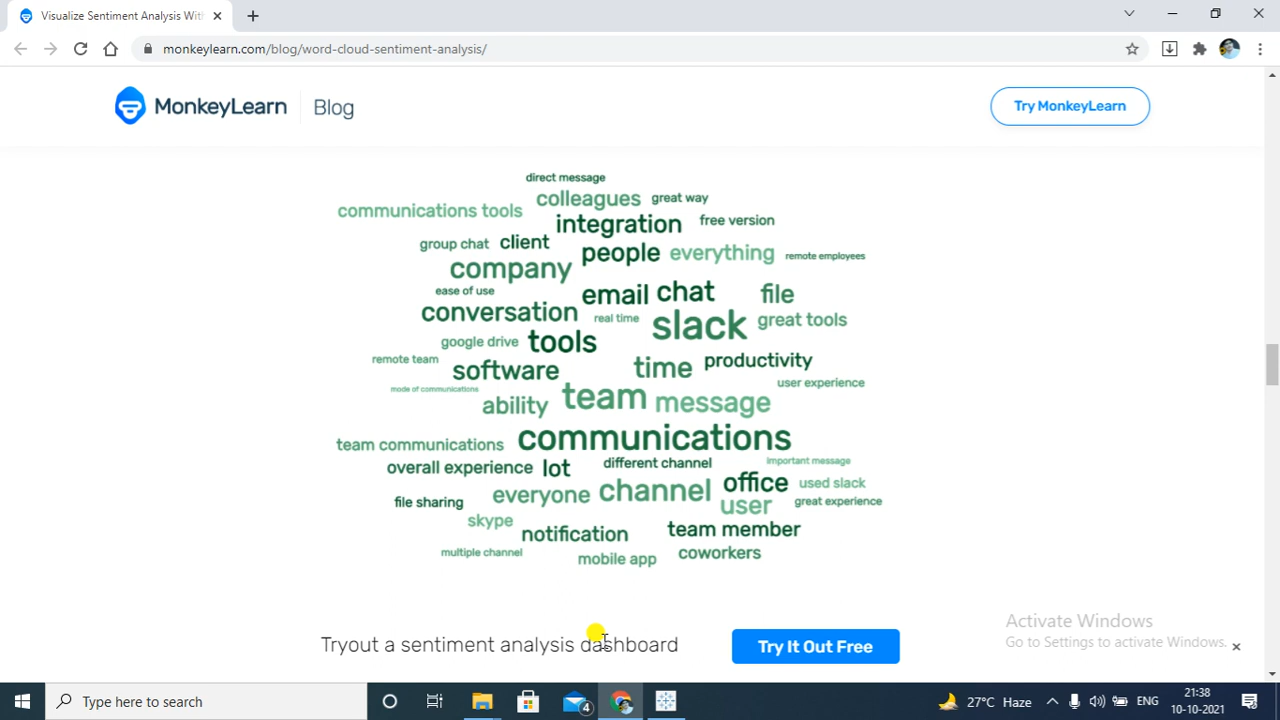 Visualize Sentiment Analysis With
monkeylearn.com/blog/word-cloud-sentiment-analysis/
MonkeyLearn Blog
Try MonkeyLearn
direct message
colleagues great way
communications tools
integration free version
group chat client
people everything remote employees
company
ease of use
email chat file
conversation
real time slack great tools
google drive tools
remote team
software time productivity
mode of communications
user experience
ability team message
communications
team communications
different channel important message
overall experience lot
office used slack
everyone channel
file sharing
user great experience
skype
notification team member
multiple channel
mobile app coworkers
Tryout a sentiment analysis dashboard
Try It Out Free
Activate Windows
Go to Settings to activate Windows.
Type here to search
4
27°C Haze
ENG
21:38
10-10-2021